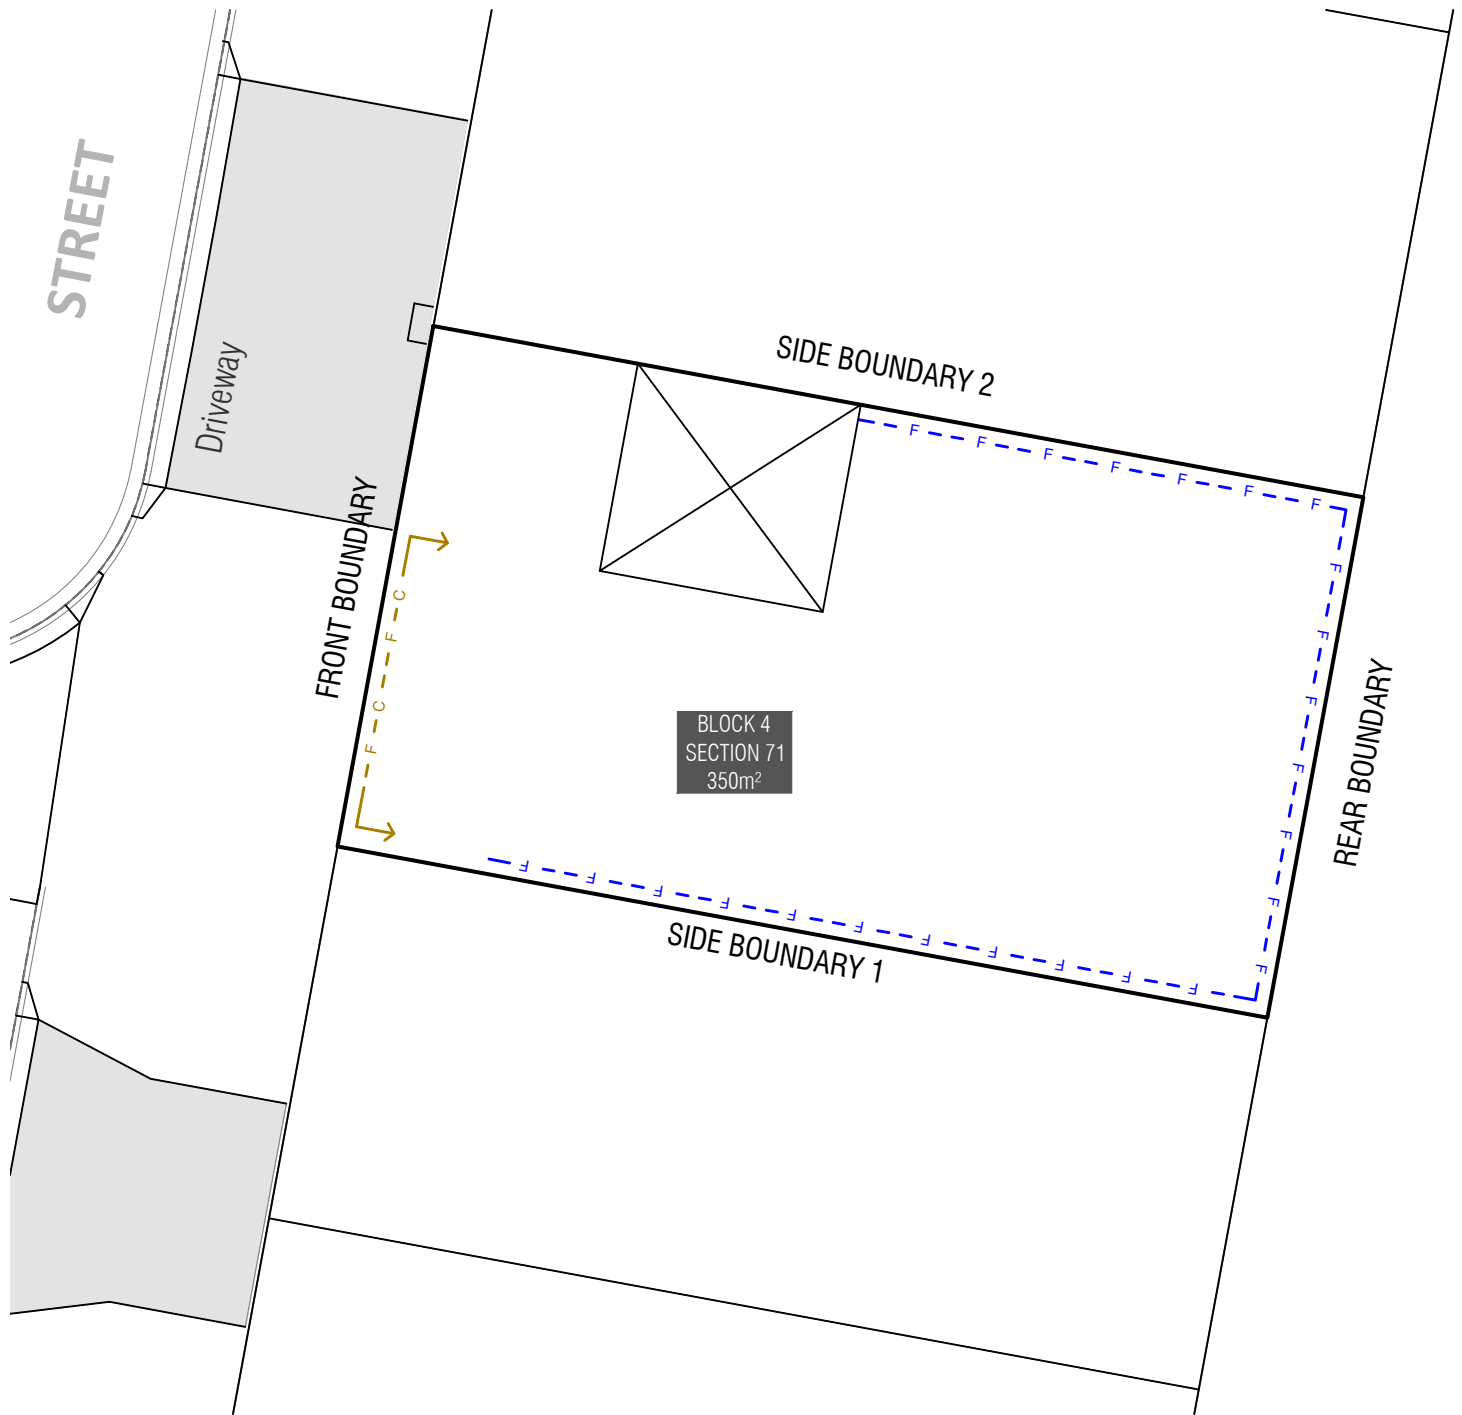 STREET
Driveway
SIDE BOUNDARY 2
F F F F F F F
FRONT BOUNDARY
C
F
C
F
BLOCK 4
SECTION 71
350m²
F
F
F
F
F
F
F
REAR BOUNDARY
F F F F F F F F F F F
SIDE BOUNDARY 1